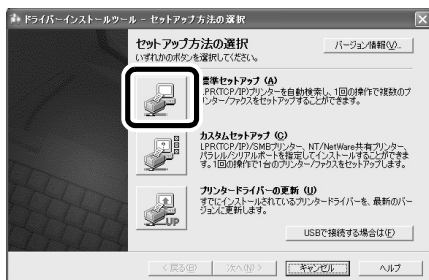 ドライバーインストールツール - セットアップ方法の選択
セットアップ方法の選択
いずれかのボタンを選択してください。
バージョン情報(V)...
標準セットアップ (A)
LPR(TCP/IP)プリンターを自動検索し、1回の操作で複数のプ
リンター/ファクスをセットアップすることができます。
カスタムセットアップ (C)
LPR(TCP/IP)/SMBプリンター、NT/NetWare共有プリンター、
パラレル/シリアルポートを指定してインストールすることができま
す。1回の操作で1台のプリンター/ファクスをセットアップします。
プリンタードライバーの更新 (U)
すでにインストールされているプリンタードライバーを、最新のバー
ジョンに更新します。
UP
USBで接続する場合は(F)
< 戻る(B)
次へ(N) >
キャンセル
ヘルプ